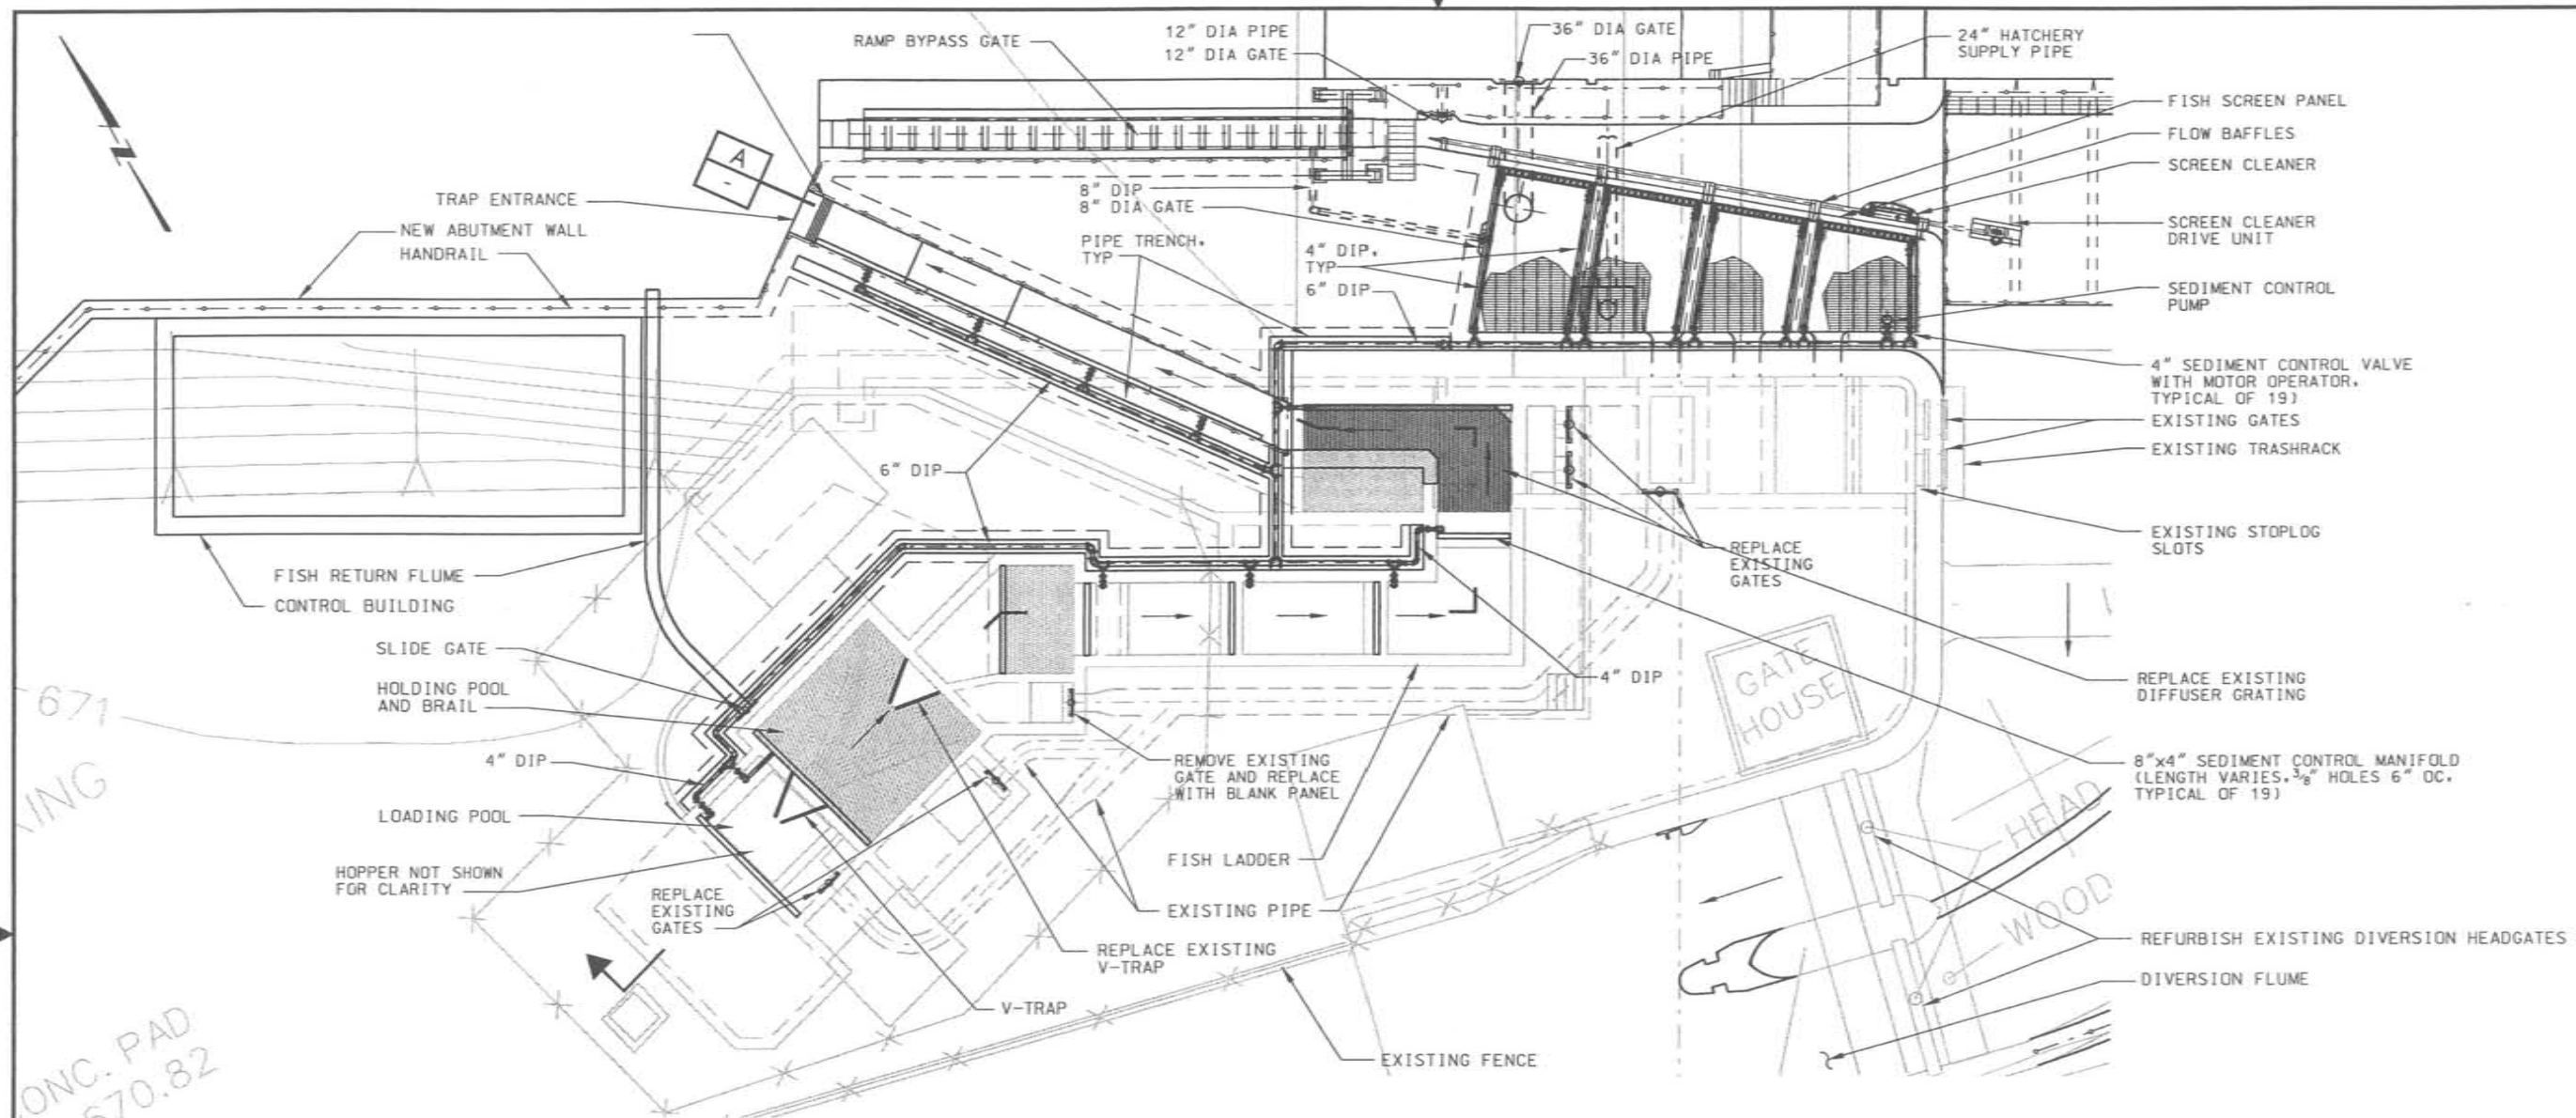 RAMP BYPASS GATE
12" DIA PIPE
12" DIA GATE
36" DIA GATE
36" DIA PIPE
24" HATCHERY
SUPPLY PIPE
FISH SCREEN PANEL
FLOW BAFFLES
SCREEN CLEANER
SCREEN CLEANER
DRIVE UNIT
SEDIMENT CONTROL
PUMP
4" SEDIMENT CONTROL VALVE
WITH MOTOR OPERATOR.
TYPICAL OF 19)
EXISTING GATES
EXISTING TRASHRACK
EXISTING STOPLOG
SLOTS
REPLACE EXISTING
DIFFUSER GRATING
8"x4" SEDIMENT CONTROL MANIFOLD
(LENGTH VARIES. 3/8" HOLES 6" OC.
TYPICAL OF 19)
REFURBISH EXISTING DIVERSION HEADGATES
DIVERSION FLUME
A
-
TRAP ENTRANCE
NEW ABUTMENT WALL
HANDRAIL
8" DIP
8" DIA GATE
PIPE TRENCH.
TYP
4" DIP.
TYP
6" DIP
6" DIP
FISH RETURN FLUME
CONTROL BUILDING
SLIDE GATE
HOLDING POOL
AND BRAIL
4" DIP
LOADING POOL
HOPPER NOT SHOWN
FOR CLARITY
REPLACE
EXISTING
GATES
REPLACE
EXISTING
GATES
4" DIP
REMOVE EXISTING
GATE AND REPLACE
WITH BLANK PANEL
FISH LADDER
EXISTING PIPE
REPLACE EXISTING
V-TRAP
V-TRAP
EXISTING FENCE
GATE
HOUSE
HEAD
WOOD
671
KING
ONC. PAD
670.82